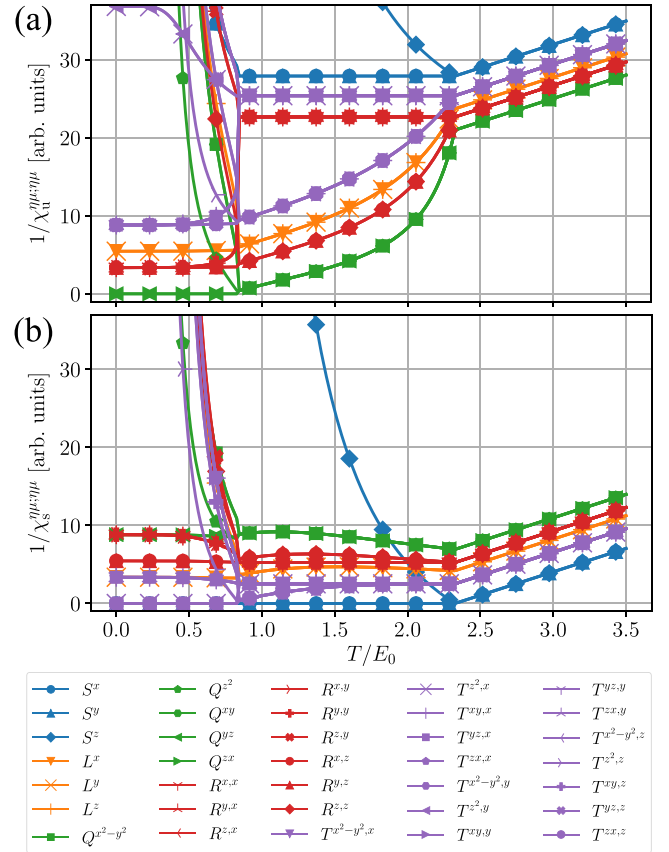 (a)
1/χ_u^{ημ;ημ} [arb. units]
30
20
10
0
(b)
1/χ_s^{ημ;ημ} [arb. units]
30
20
10
0
0.0 0.5 1.0 1.5 2.0 2.5 3.0 3.5
T/E_0
S^x Q^{z^2} R^{x,y} T^{z^2,x} T^{yz,y}
S^y Q^{xy} R^{y,y} T^{xy,x} T^{zx,y}
S^z Q^{yz} R^{z,y} T^{yz,x} T^{x^2−y^2,z}
L^x Q^{zx} R^{x,z} T^{zx,x} T^{z^2,z}
L^y R^{x,x} R^{y,z} T^{x^2−y^2,y} T^{xy,z}
L^z R^{y,x} R^{z,z} T^{z^2,y} T^{yz,z}
Q^{x^2−y^2} R^{z,x} T^{x^2−y^2,x} T^{xy,y} T^{zx,z}